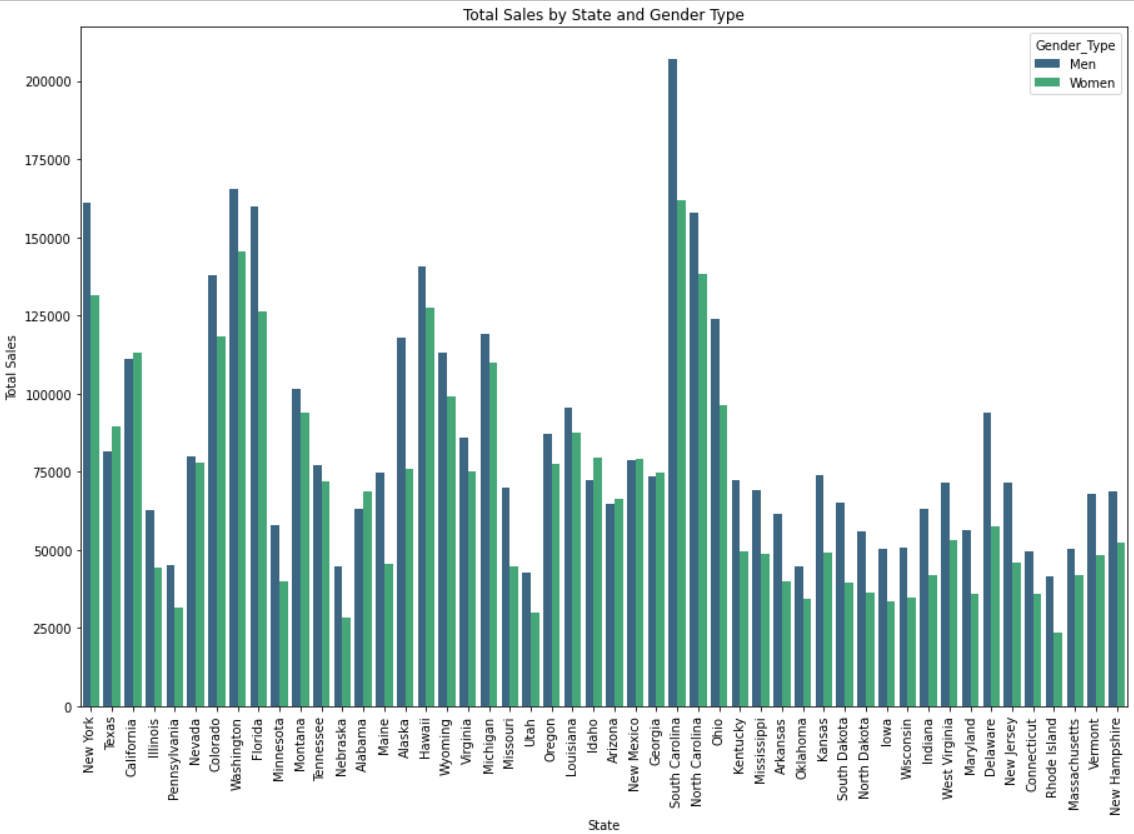 Total Sales by State and Gender Type
Gender_Type
Men
Women
200000
175000
150000
125000
100000
75000
50000
25000
0
Total Sales
New York
Texas
California
Illinois
Pennsylvania
Nevada
Colorado
Washington
Florida
Minnesota
Montana
Tennessee
Nebraska
Alabama
Maine
Alaska
Hawaii
Wyoming
Virginia
Michigan
Missouri
Utah
Oregon
Louisiana
Idaho
Arizona
New Mexico
Georgia
South Carolina
North Carolina
Ohio
Kentucky
Mississippi
Arkansas
Oklahoma
Kansas
South Dakota
North Dakota
Iowa
Wisconsin
Indiana
West Virginia
Maryland
Delaware
New Jersey
Connecticut
Rhode Island
Massachusetts
Vermont
New Hampshire
State